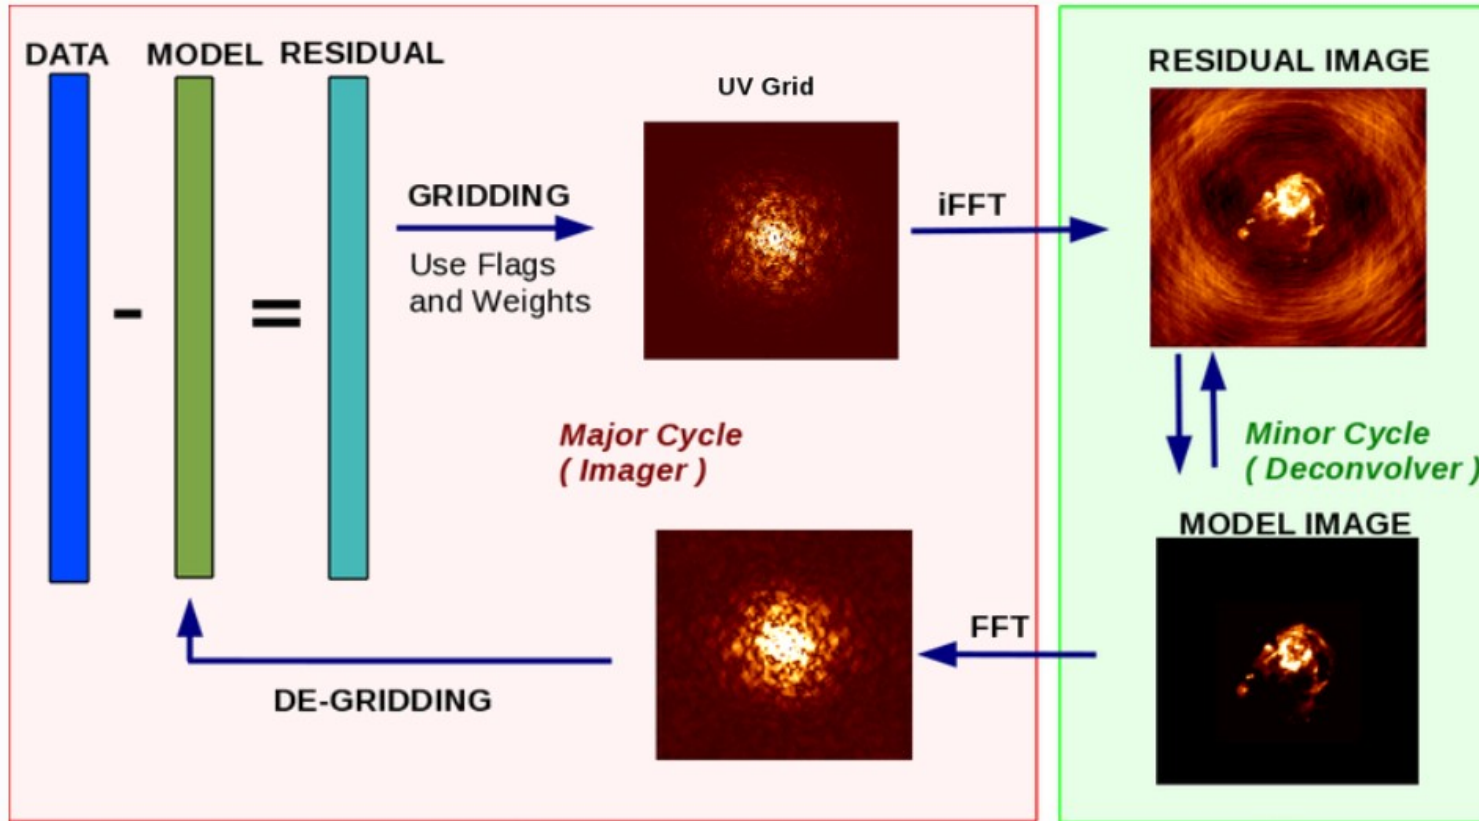 DATA
MODEL
RESIDUAL
-
=
GRIDDING
Use Flags
and Weights
UV Grid
iFFT
RESIDUAL IMAGE
Major Cycle
( Imager )
Minor Cycle
( Deconvolver )
MODEL IMAGE
FFT
DE-GRIDDING